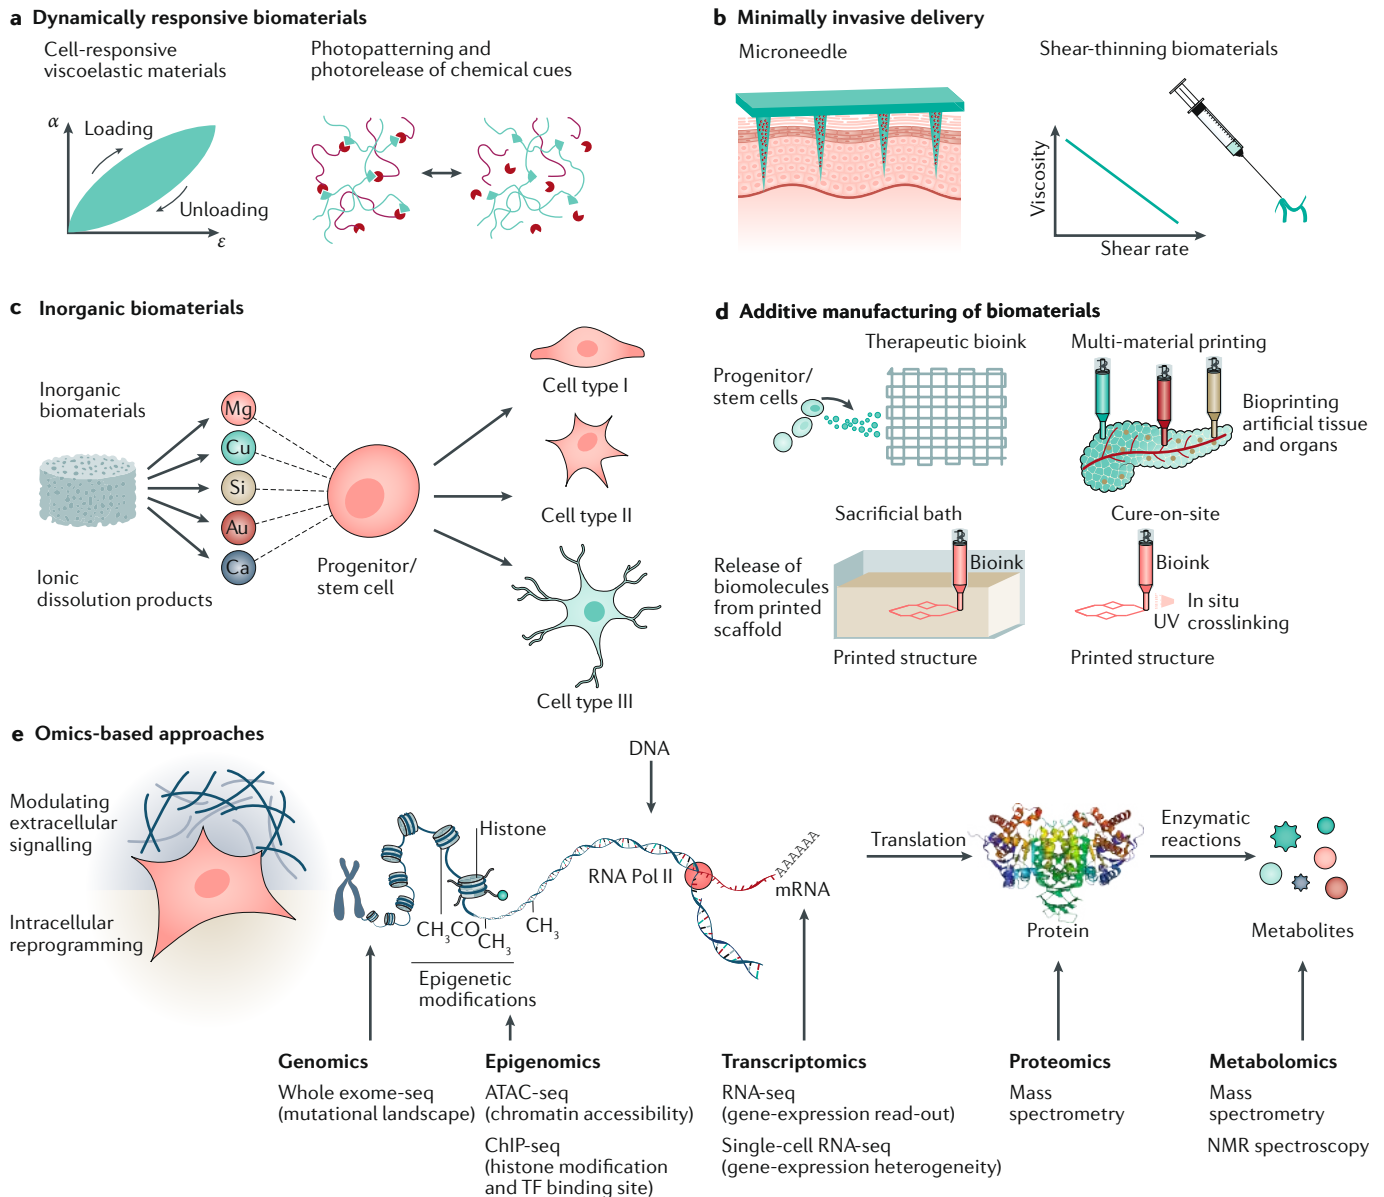 a Dynamically responsive biomaterials
Cell-responsive
viscoelastic materials
Photopatterning and
photorelease of chemical cues
α
Loading
Unloading
ε
b Minimally invasive delivery
Microneedle
Shear-thinning biomaterials
Viscosity
Shear rate
c Inorganic biomaterials
Inorganic
biomaterials
Mg
Cu
Si
Au
Ca
Ionic
dissolution products
Progenitor/
stem cell
Cell type I
Cell type II
Cell type III
d Additive manufacturing of biomaterials
Therapeutic bioink
Progenitor/
stem cells
Multi-material printing
Bioprinting
artificial tissue
and organs
Sacrificial bath
Bioink
Release of
biomolecules
from printed
scaffold
Printed structure
Cure-on-site
Bioink
In situ
crosslinking
UV
Printed structure
e Omics-based approaches
Modulating
extracellular
signalling
Intracellular
reprogramming
Histone
CH3CO
CH3
CH3
Epigenetic
modifications
DNA
RNA Pol II
AAAAAA
mRNA
Translation
Protein
Enzymatic
reactions
Metabolites
Genomics
Whole exome-seq
(mutational landscape)
Epigenomics
ATAC-seq
(chromatin accessibility)
ChIP-seq
(histone modification
and TF binding site)
Transcriptomics
RNA-seq
(gene-expression read-out)
Single-cell RNA-seq
(gene-expression heterogeneity)
Proteomics
Mass
spectrometry
Metabolomics
Mass
spectrometry
NMR spectroscopy